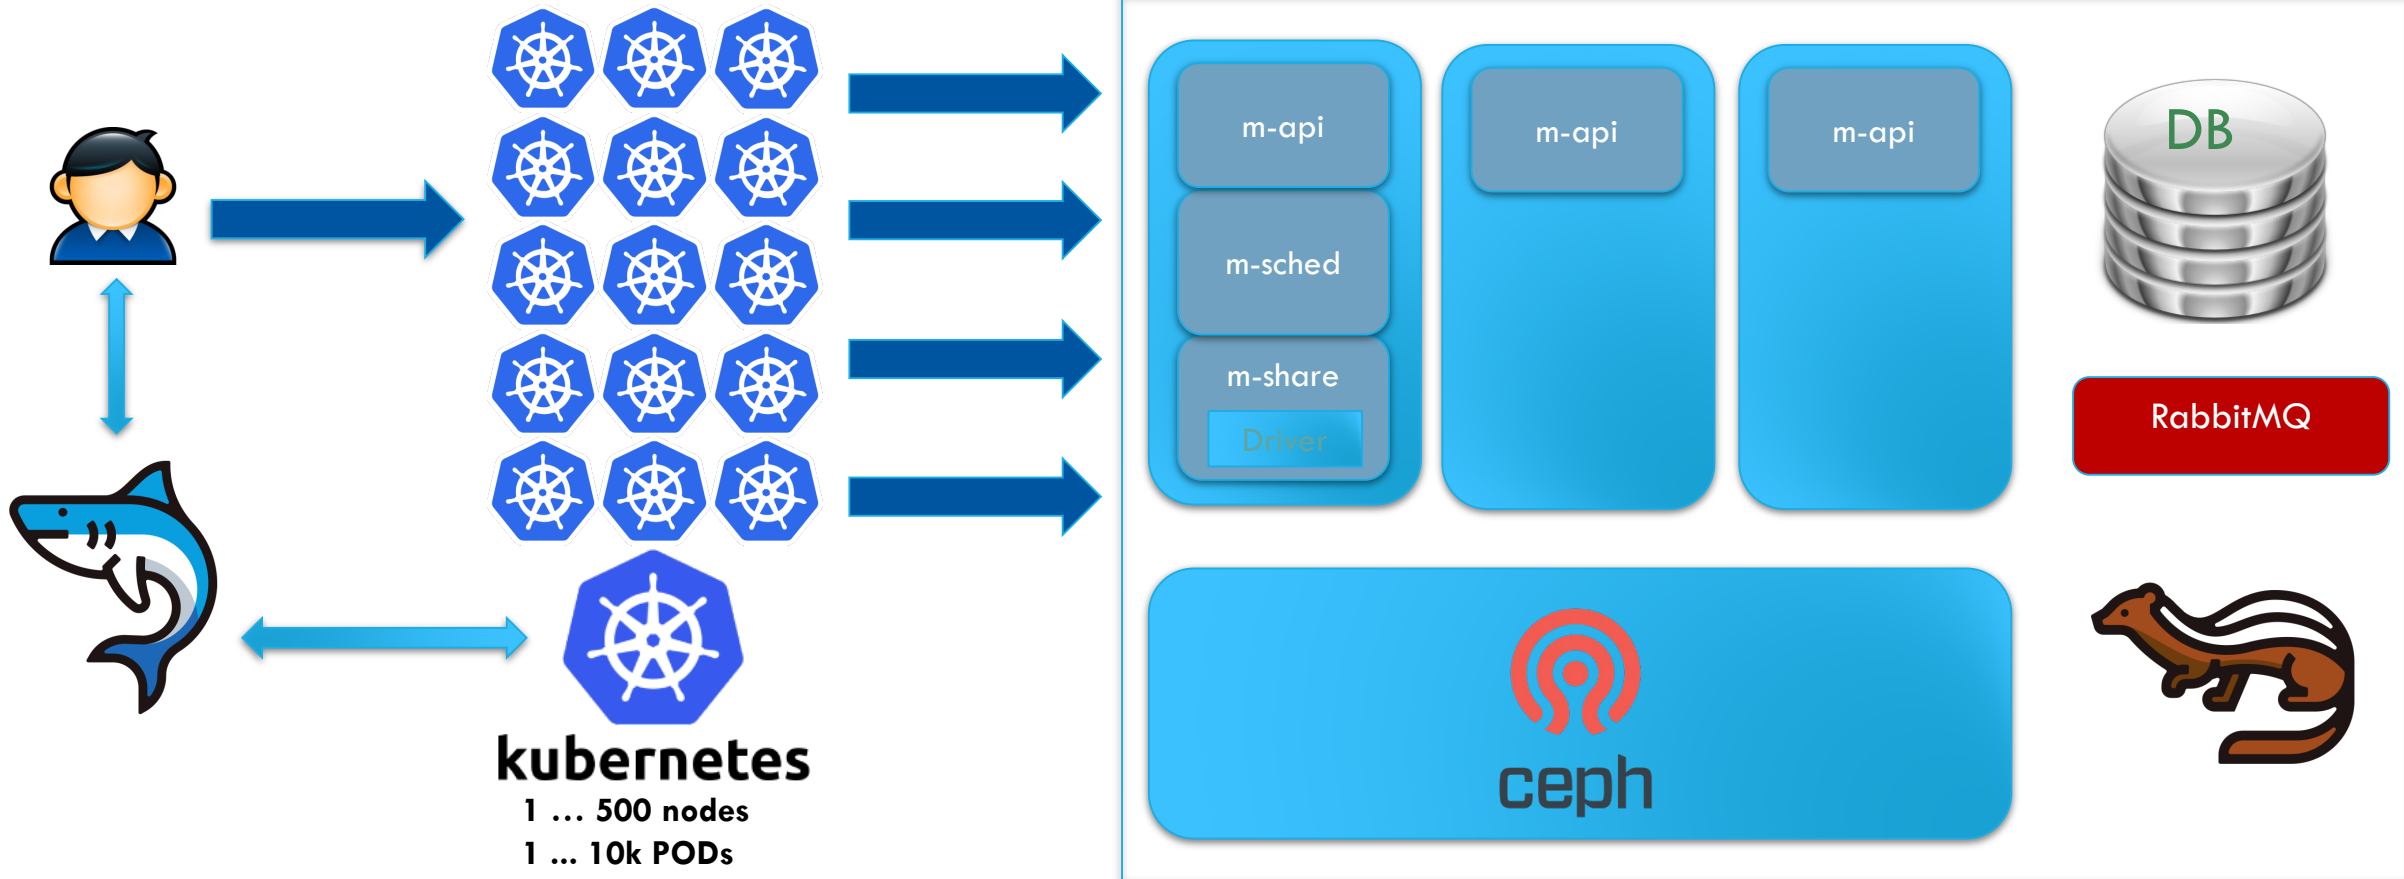 kubernetes
1 ... 500 nodes
1 ... 10k PODs
m-api
m-sched
m-share
Driver
m-api
m-api
DB
RabbitMQ
ceph